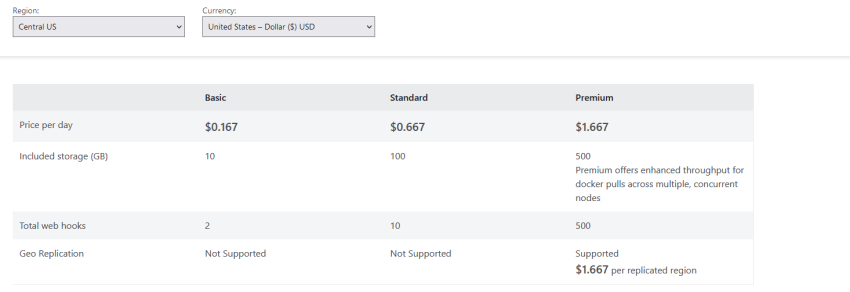 Region: Currency:
Central US United States – Dollar ($) USD
Basic Standard Premium
Price per day $0.167 $0.667 $1.667
Included storage (GB) 10 100 500
Premium offers enhanced throughput for
docker pulls across multiple, concurrent
nodes
Total web hooks 2 10 500
Geo Replication Not Supported Not Supported Supported
$1.667 per replicated region